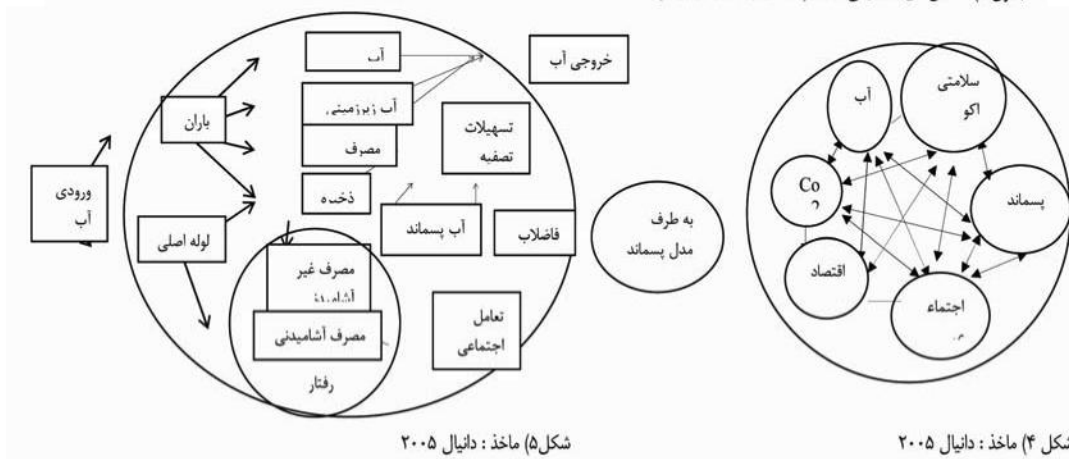 سلامتی
اکو
آب
پسماند
Co
اقتصاد
اجتماء
شکل ۴) ماخذ : دانیال ۲۰۰۵
خروجی آب
آب
آب زیرزمینی
باران
تسهیلات
تصفیه
مصرف
ورودی
آب
ذخیره
لوله اصلی
آب پسماند
فاضلاب
به طرف
مدل پسماند
مصرف غیر
آشامیدنی
مصرف آشامیدنی
رفتار
تعامل
اجتماعی
شکل۵) ماخذ : دانیال ۲۰۰۵